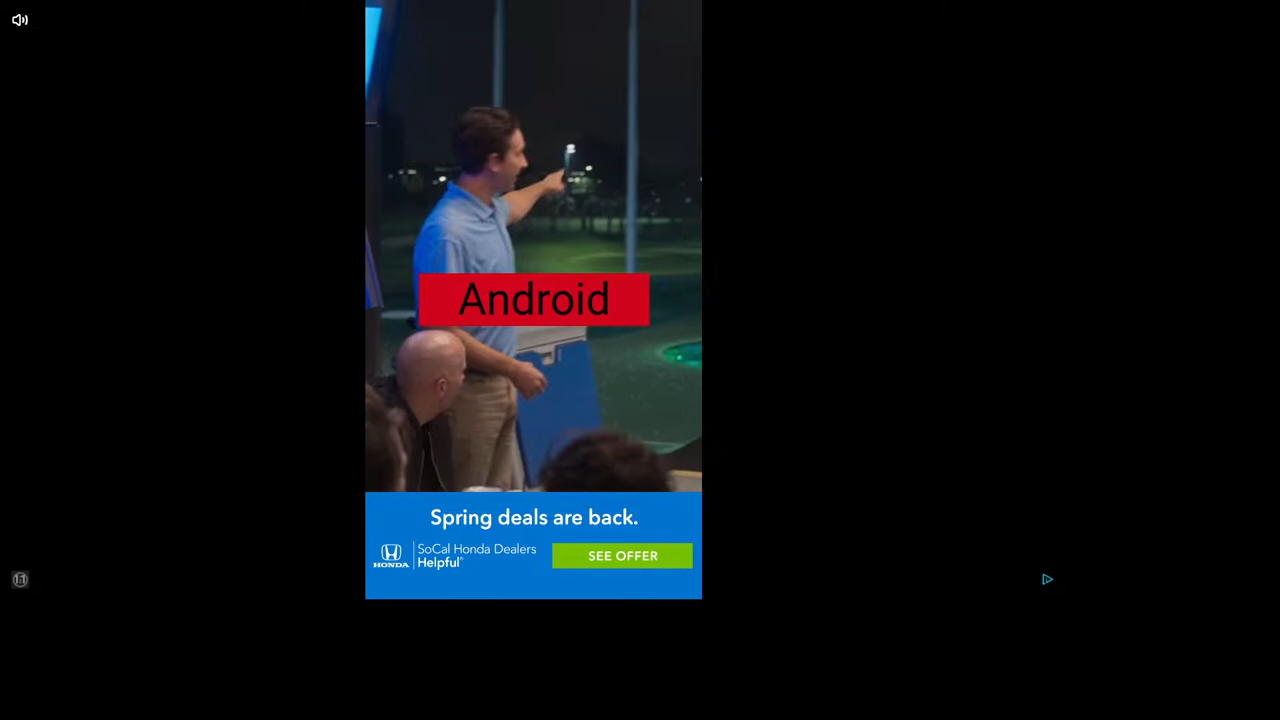 Android
Spring deals are back.
SoCal Honda Dealers
Helpful®
HONDA
SEE OFFER